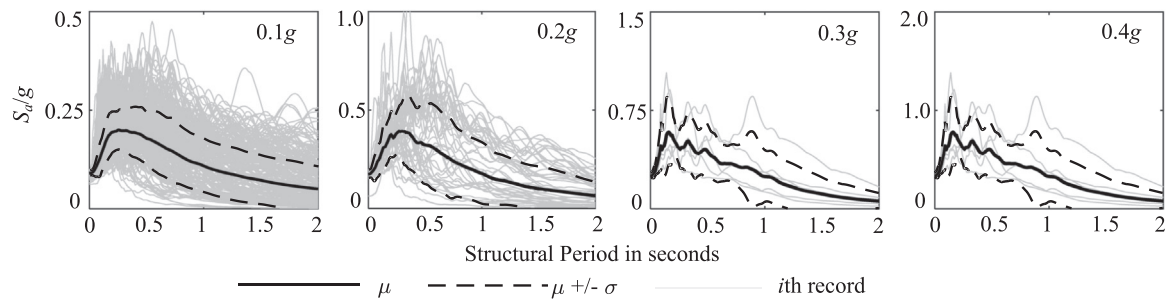 0.5 1.0 1.5 2.0
0.1g 0.2g 0.3g 0.4g
Sa/g
0.25 0.5 0.75 1.0
0 0 0 0
0 0.5 1 1.5 2 0 0.5 1 1.5 2 0 0.5 1 1.5 2 0 0.5 1 1.5 2
Structural Period in seconds
μ μ +/- σ ith record